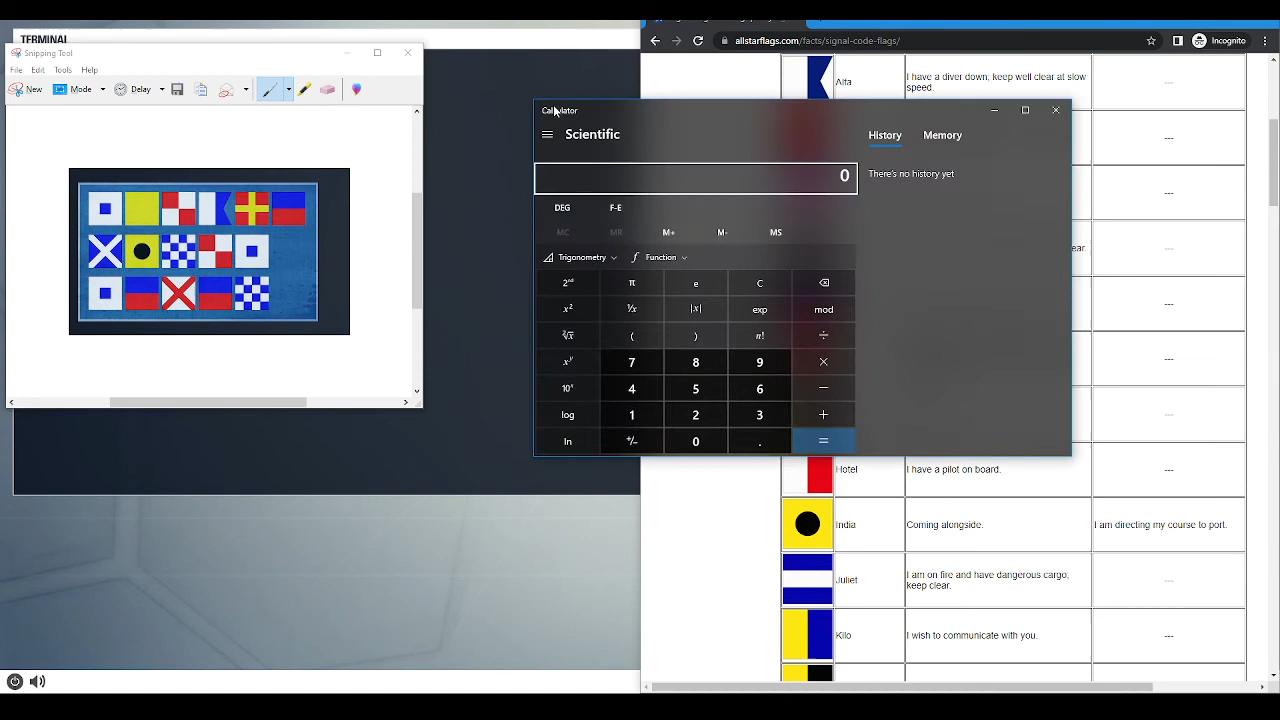 TERMINAL
Snipping Tool
File Edit Tools Help
New Mode Delay
allstarflags.com/facts/signal-code-flags/
Incognito
Alfa
I have a diver down; keep well clear at slow
speed.
---
---
---
ear.
---
---
---
---
Hotel
I have a pilot on board.
---
India
Coming alongside.
I am directing my course to port.
Juliet
I am on fire and have dangerous cargo;
keep clear.
---
Kilo
I wish to communicate with you.
---
Scientific
History Memory
0
There's no history yet
DEG F-E
MC MR M+ M- MS
Trigonometry Function
2ⁿᵈ π e C
x² ¹/x |x| exp mod
²√x ( ) n! ÷
xʸ 7 8 9 ×
10ˣ 4 5 6 −
log 1 2 3 +
ln +/− 0 . =